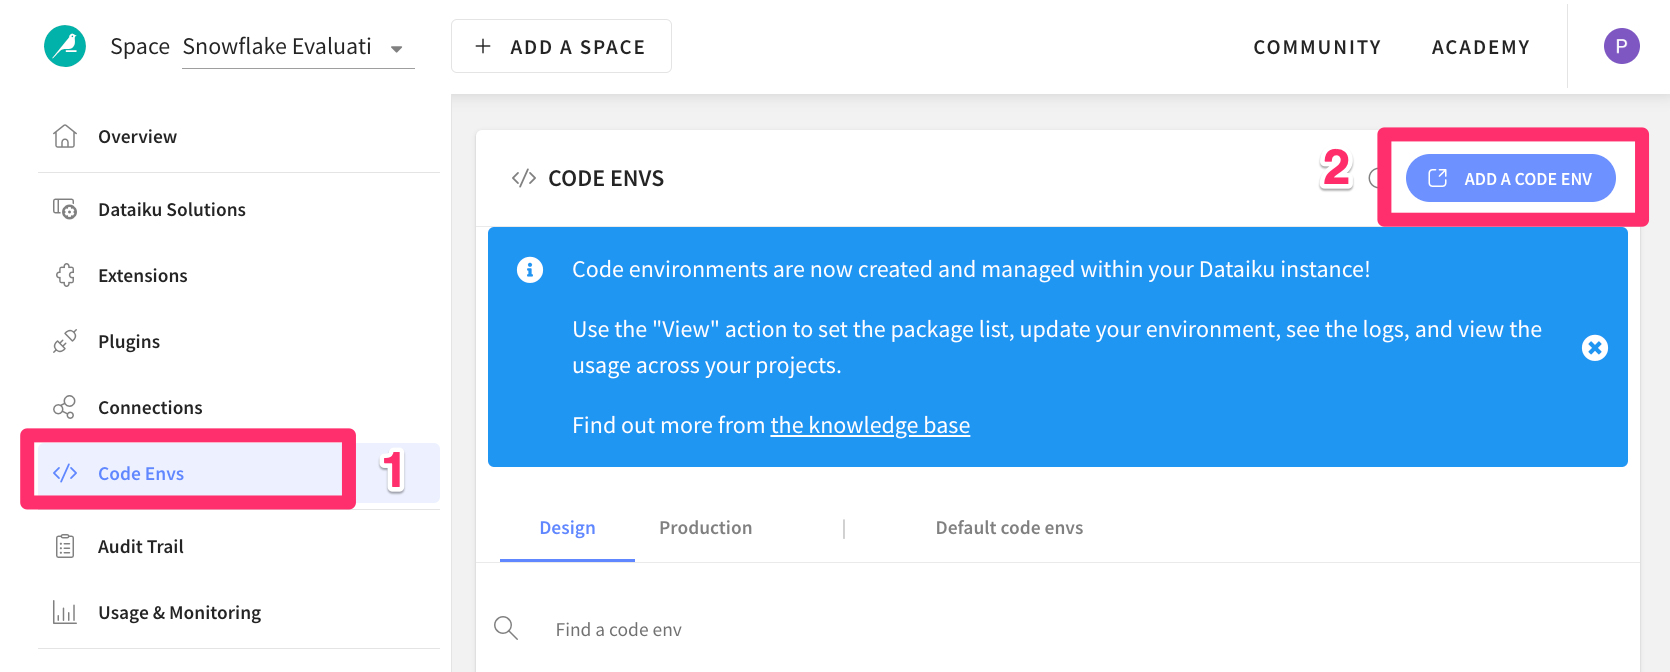 Space Snowflake Evaluati
+ ADD A SPACE
COMMUNITY
ACADEMY
P
Overview
Dataiku Solutions
Extensions
Plugins
Connections
Code Envs
1
Audit Trail
Usage & Monitoring
</> CODE ENVS
2
ADD A CODE ENV
Code environments are now created and managed within your Dataiku instance!
Use the "View" action to set the package list, update your environment, see the logs, and view the
usage across your projects.
Find out more from the knowledge base
Design
Production
|
Default code envs
Find a code env